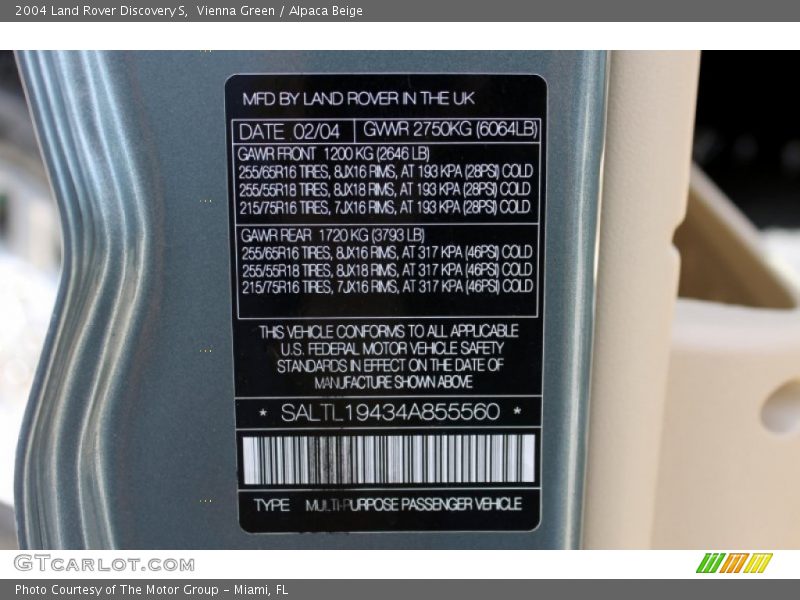 2004 Land Rover Discovery S, Vienna Green / Alpaca Beige
MFD BY LAND ROVER IN THE UK
DATE 02/04 GVWR 2750KG (6064LB)
GAWR FRONT 1200 KG (2646 LB)
255/65R16 TIRES, 8JX16 RIMS, AT 193 KPA (28PSI) COLD
255/55R18 TIRES, 8JX18 RIMS, AT 193 KPA (28PSI) COLD
215/75R16 TIRES, 7JX16 RIMS, AT 193 KPA (28PSI) COLD
GAWR REAR 1720 KG (3793 LB)
255/65R16 TIRES, 8JX16 RIMS, AT 317 KPA (46PSI) COLD
255/55R18 TIRES, 8JX18 RIMS, AT 317 KPA (46PSI) COLD
215/75R16 TIRES, 7JX16 RIMS, AT 317 KPA (46PSI) COLD
THIS VEHICLE CONFORMS TO ALL APPLICABLE
U.S. FEDERAL MOTOR VEHICLE SAFETY
STANDARDS IN EFFECT ON THE DATE OF
MANUFACTURE SHOWN ABOVE
* SALTL19434A855560 *
TYPE MULTI-PURPOSE PASSENGER VEHICLE
GTCARLOT.COM
Photo Courtesy of The Motor Group - Miami, FL